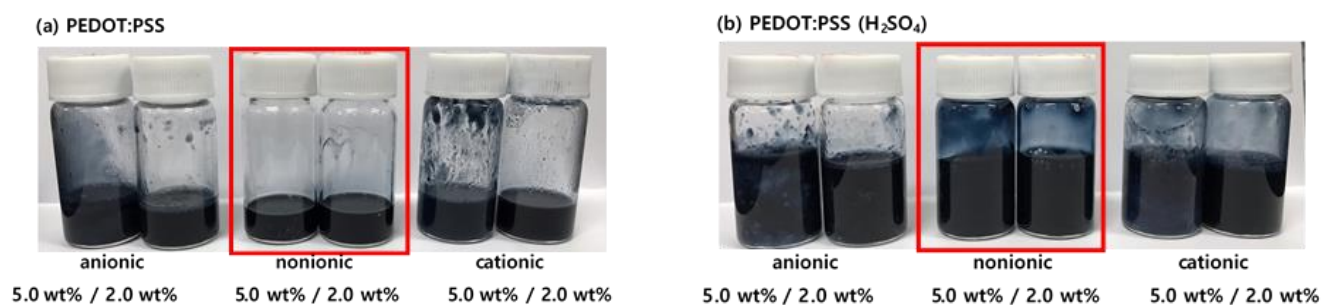 (a) PEDOT:PSS
anionic
nonionic
cationic
5.0 wt% / 2.0 wt%
5.0 wt% / 2.0 wt%
5.0 wt% / 2.0 wt%
(b) PEDOT:PSS (H₂SO₄)
anionic
nonionic
cationic
5.0 wt% / 2.0 wt%
5.0 wt% / 2.0 wt%
5.0 wt% / 2.0 wt%